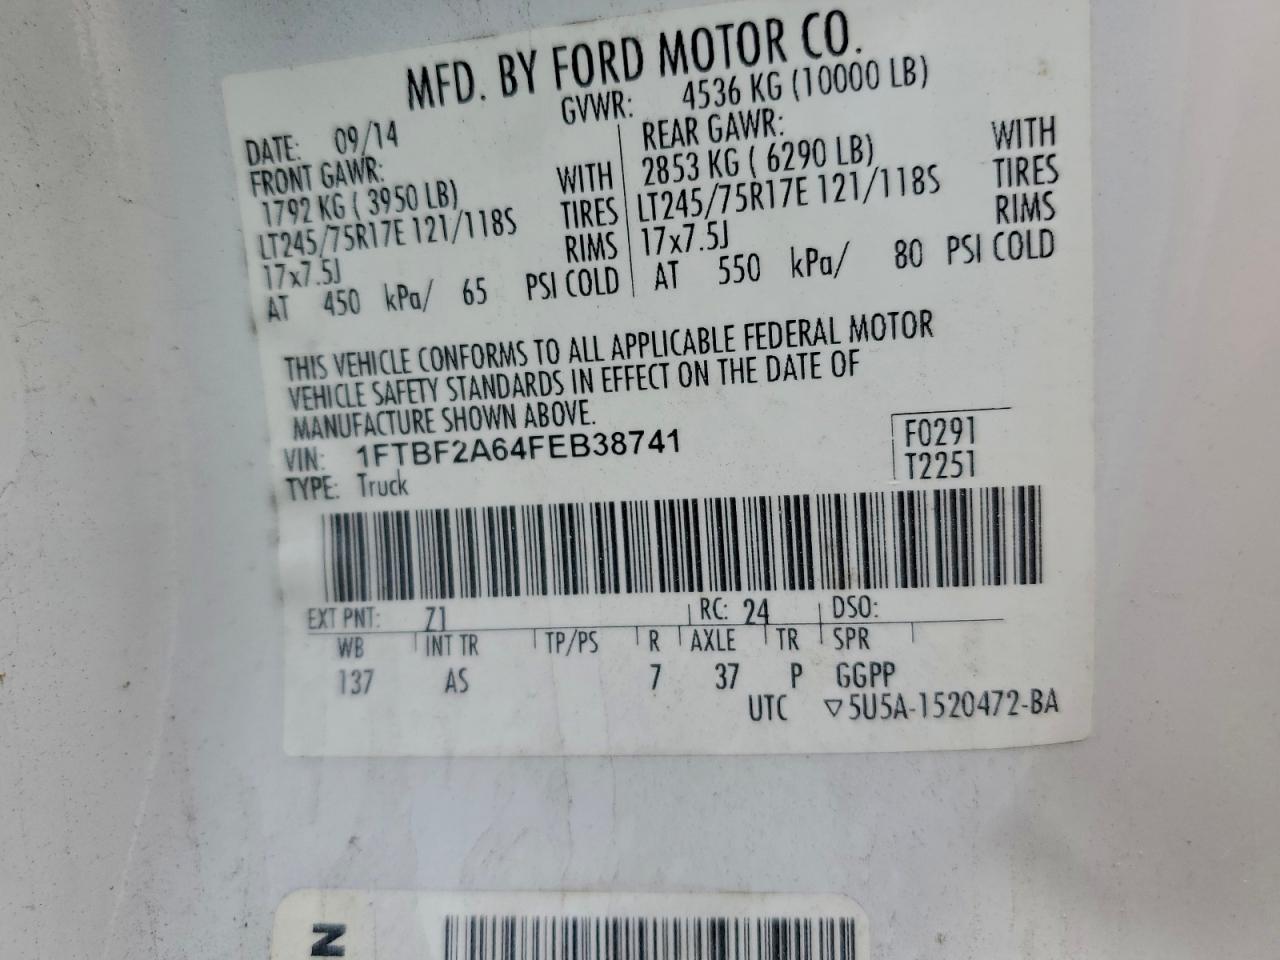 MFD. BY FORD MOTOR CO.
DATE: 09/14 GVWR: 4536 KG (10000 LB)
FRONT GAWR: REAR GAWR:
1792 KG ( 3950 LB) WITH 2853 KG ( 6290 LB) WITH
LT245/75R17E 121/118S TIRES LT245/75R17E 121/118S TIRES
17x7.5J RIMS 17x7.5J RIMS
AT 450 kPa/ 65 PSI COLD AT 550 kPa/ 80 PSI COLD
THIS VEHICLE CONFORMS TO ALL APPLICABLE FEDERAL MOTOR
VEHICLE SAFETY STANDARDS IN EFFECT ON THE DATE OF
MANUFACTURE SHOWN ABOVE.
VIN: 1FTBF2A64FEB38741 F0291
TYPE: Truck T2251
EXT PNT: Z1 RC: 24 DSO:
WB INT TR TP/PS R AXLE TR SPR
137 AS 7 37 P GGPP
UTC ▽5U5A-1520472-BA
N